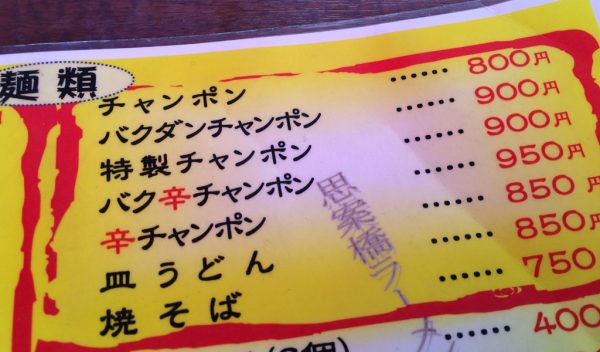 麺類
チャンポン …… 800円
バクダンチャンポン …… 900円
特製チャンポン …… 900円
バク辛チャンポン …… 950円
辛チャンポン …… 850円
皿うどん …… 850円
焼そば …… 750
思案橋ラーメン
…… 400